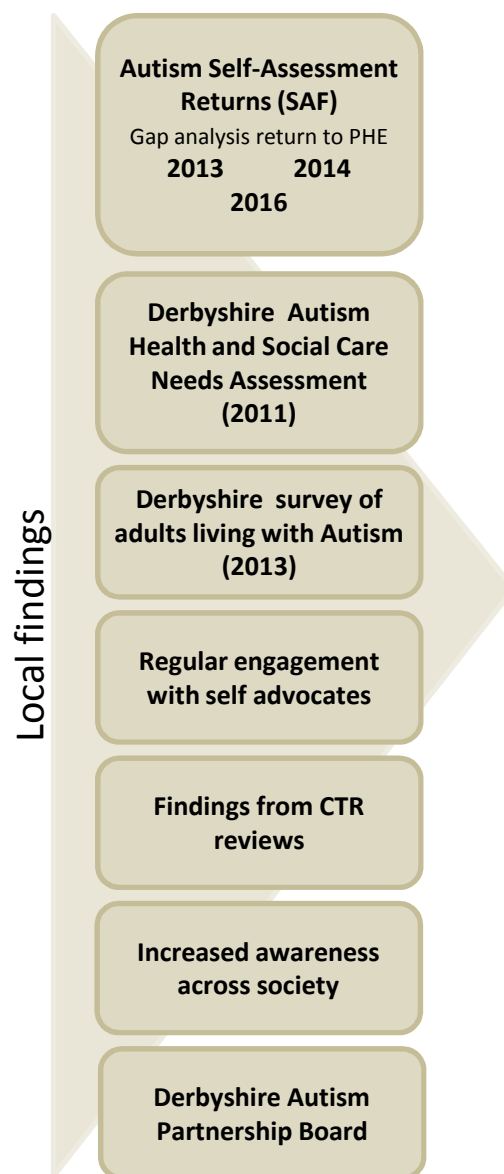 Local findings
Autism Self-Assessment
Returns (SAF)
Gap analysis return to PHE
2013 2014
2016
Derbyshire Autism
Health and Social Care
Needs Assessment
(2011)
Derbyshire survey of
adults living with Autism
(2013)
Regular engagement
with self advocates
Findings from CTR
reviews
Increased awareness
across society
Derbyshire Autism
Partnership Board